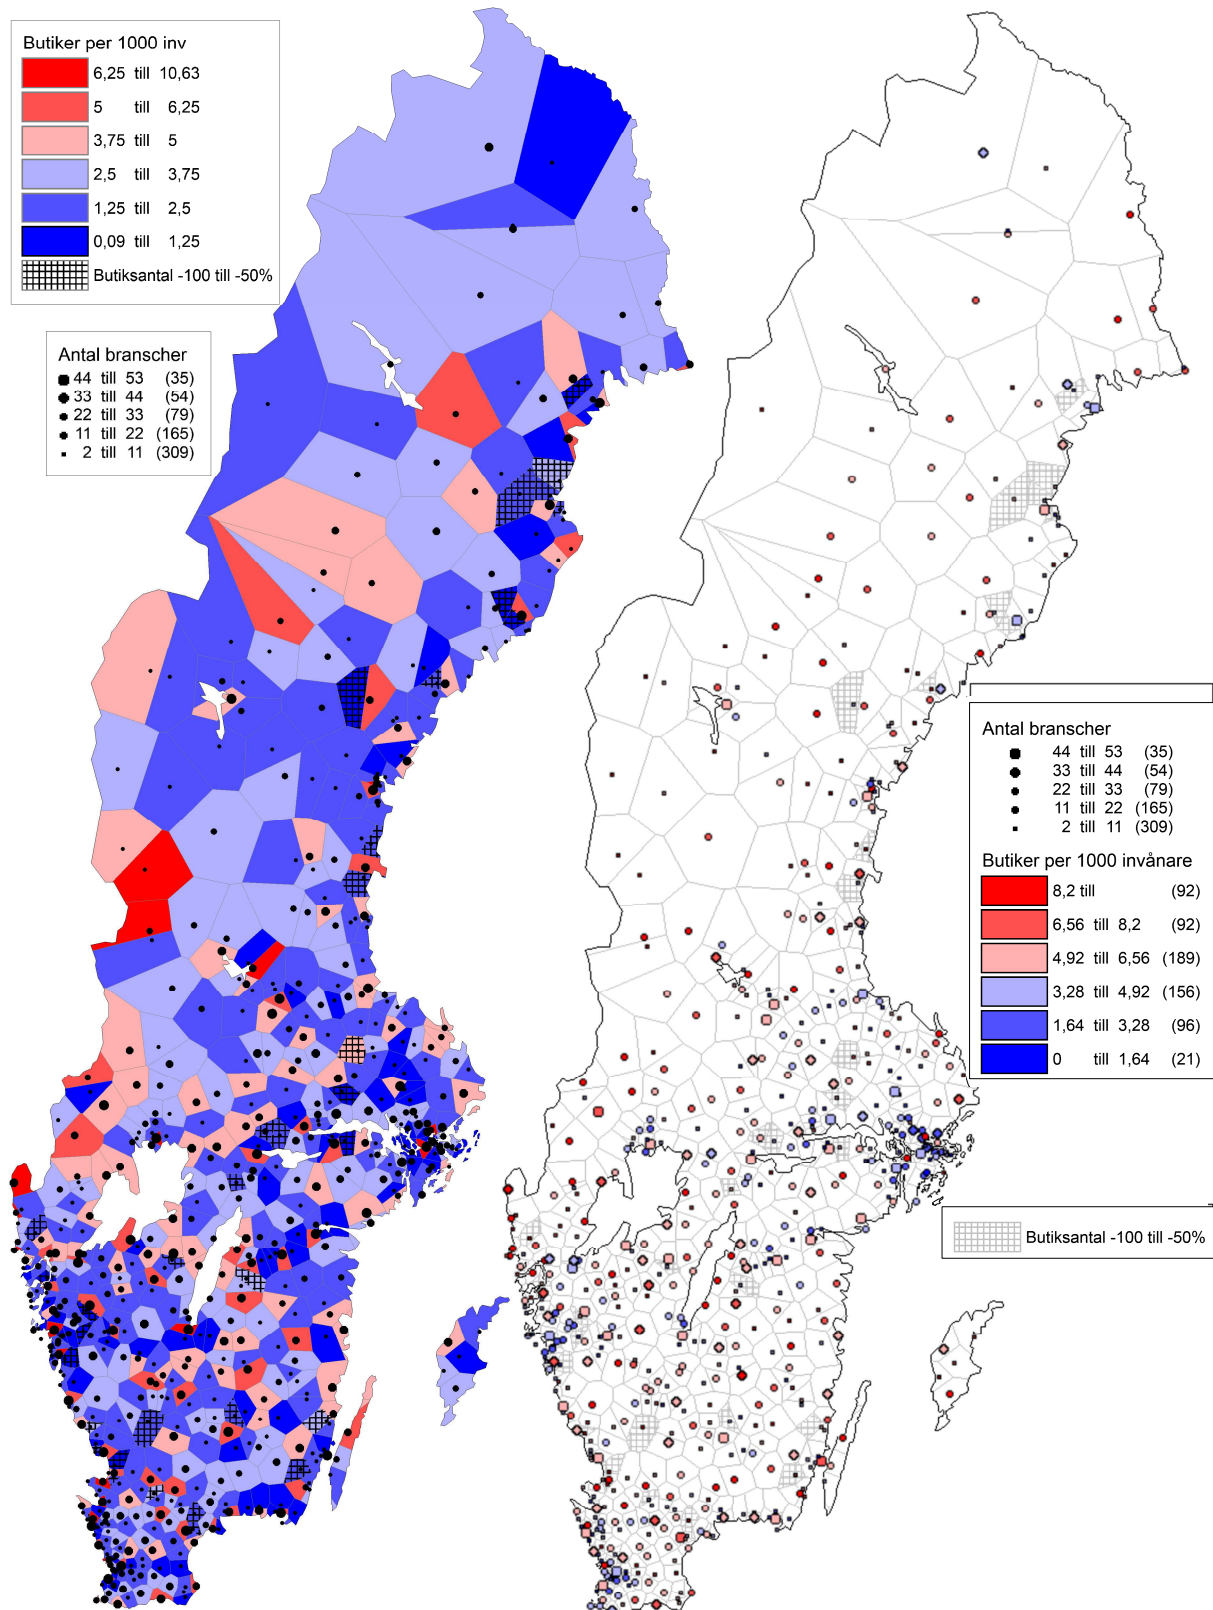 Butiker per 1000 inv
6,25 till 10,63
5 till 6,25
3,75 till 5
2,5 till 3,75
1,25 till 2,5
0,09 till 1,25
Butiksantal -100 till -50%
Antal branscher
44 till 53 (35)
33 till 44 (54)
22 till 33 (79)
11 till 22 (165)
2 till 11 (309)
Antal branscher
44 till 53 (35)
33 till 44 (54)
22 till 33 (79)
11 till 22 (165)
2 till 11 (309)
Butiker per 1000 invånare
8,2 till (92)
6,56 till 8,2 (92)
4,92 till 6,56 (189)
3,28 till 4,92 (156)
1,64 till 3,28 (96)
0 till 1,64 (21)
Butiksantal -100 till -50%